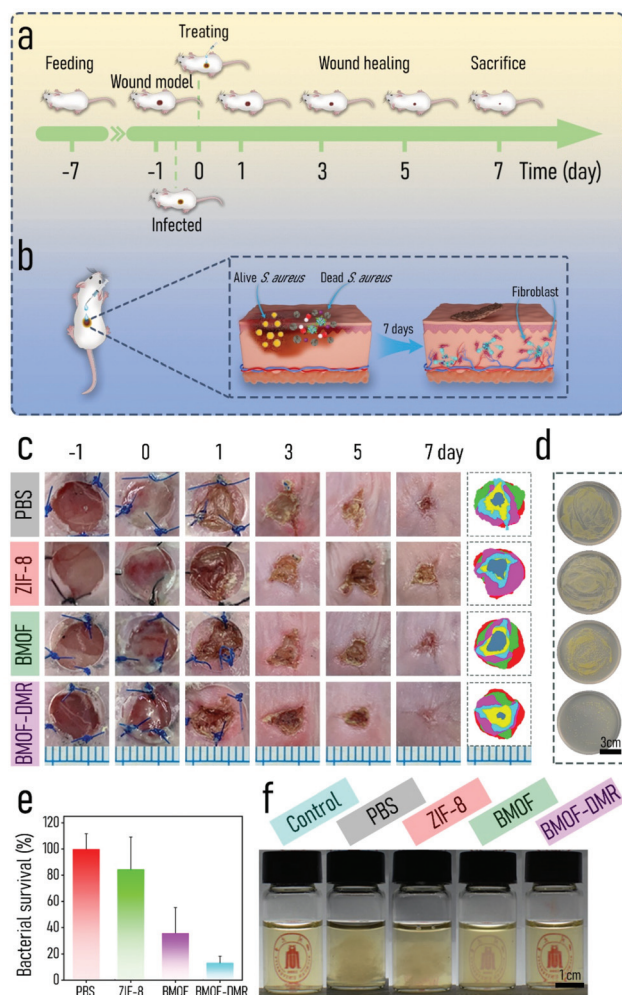 a
Treating
Feeding
Wound model
Wound healing
Sacrifice
-7
-1
0
1
3
5
7
Time (day)
Infected
b
Alive S. aureus
Dead S. aureus
7 days
Fibroblast
c
-1
0
1
3
5
7 day
d
PBS
ZIF-8
BMOF
BMOF-DMR
3cm
e
Bacterial survival (%)
120
100
80
60
40
20
0
PBS
ZIF-8
BMOF
BMOF-DMR
f
Control
PBS
ZIF-8
BMOF
BMOF-DMR
1 cm